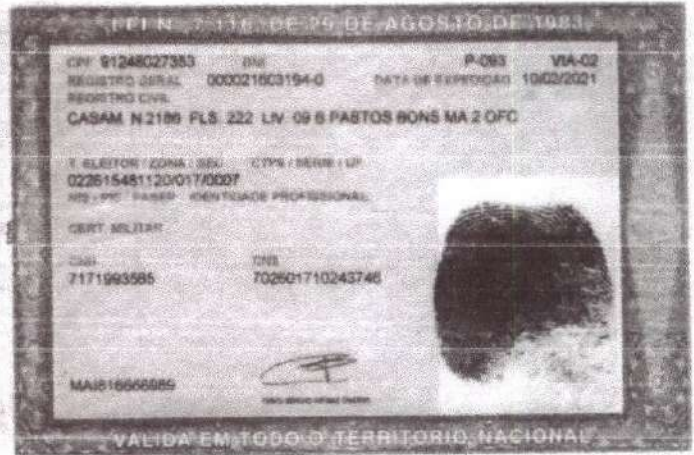 LEI N 7.116, DE 29 DE AGOSTO DE 1983
CPF 91248027353 DNI P-093 VIA-02
REGISTRO GERAL 000021603194-0 DATA DE EXPEDIÇÃO 10/02/2021
REGISTRO CIVIL
CASAM. N.2186 FLS. 222 LIV. 09 B PASTOS BONS MA 2 OFC
T. ELEITOR / ZONA / SEC. CTPS / SERIE / UF
022615481120/017/0007
NIS / PIS / PASEP IDENTIDADE PROFISSIONAL
CERT. MILITAR
CNH CNS
7171993585 702601710243746
MAI816666989
VALIDA EM TODO O TERRITORIO NACIONAL